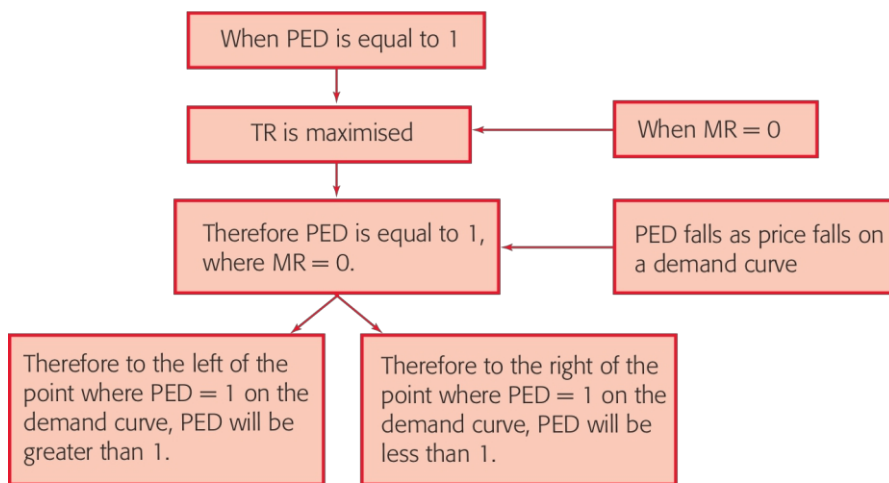 When PED is equal to 1
TR is maximised
When MR = 0
Therefore PED is equal to 1,
where MR = 0.
PED falls as price falls on
a demand curve
Therefore to the left of the
point where PED = 1 on the
demand curve, PED will be
greater than 1.
Therefore to the right of the
point where PED = 1 on the
demand curve, PED will be
less than 1.